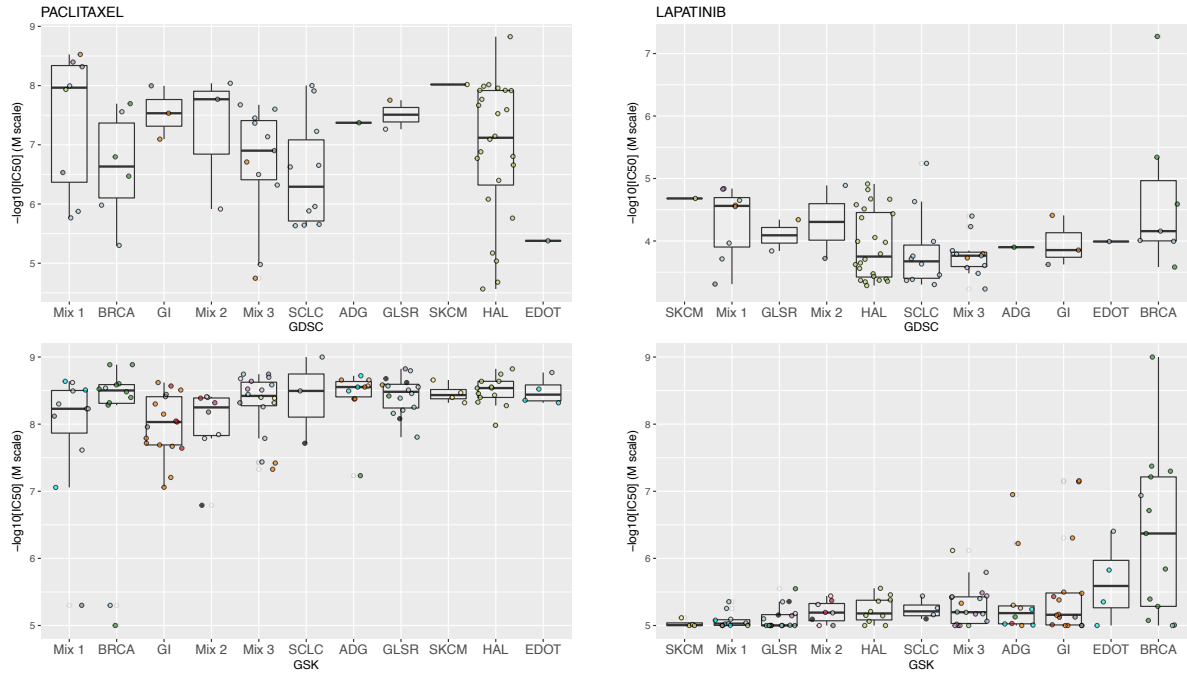 PACLITAXEL
−log10[IC50] (M scale)
9
8
7
6
5
Mix 1 BRCA GI Mix 2 Mix 3 SCLC ADG GLSR SKCM HAL EDOT
GDSC
LAPATINIB
−log10[IC50] (M scale)
7
6
5
4
SKCM Mix 1 GLSR Mix 2 HAL SCLC Mix 3 ADG GI EDOT BRCA
GDSC
−log10[IC50] (M scale)
9
8
7
6
5
Mix 1 BRCA GI Mix 2 Mix 3 SCLC ADG GLSR SKCM HAL EDOT
GSK
−log10[IC50] (M scale)
9
8
7
6
5
SKCM Mix 1 GLSR Mix 2 HAL SCLC Mix 3 ADG GI EDOT BRCA
GSK